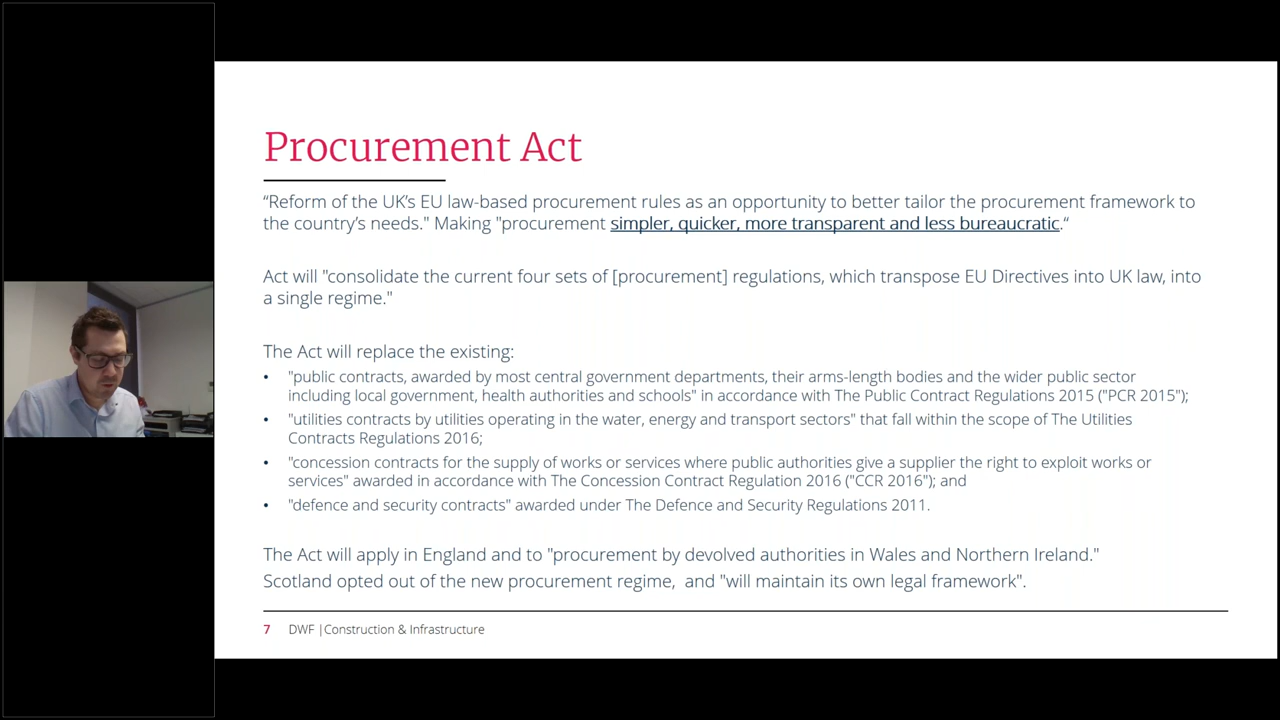 Procurement Act
“Reform of the UK’s EU law-based procurement rules as an opportunity to better tailor the procurement framework to
the country’s needs." Making "procurement simpler, quicker, more transparent and less bureaucratic.“
Act will "consolidate the current four sets of [procurement] regulations, which transpose EU Directives into UK law, into
a single regime."
The Act will replace the existing:
• "public contracts, awarded by most central government departments, their arms-length bodies and the wider public sector
including local government, health authorities and schools" in accordance with The Public Contract Regulations 2015 ("PCR 2015");
• "utilities contracts by utilities operating in the water, energy and transport sectors" that fall within the scope of The Utilities
Contracts Regulations 2016;
• "concession contracts for the supply of works or services where public authorities give a supplier the right to exploit works or
services" awarded in accordance with The Concession Contract Regulation 2016 ("CCR 2016"); and
• "defence and security contracts" awarded under The Defence and Security Regulations 2011.
The Act will apply in England and to "procurement by devolved authorities in Wales and Northern Ireland."
Scotland opted out of the new procurement regime, and "will maintain its own legal framework".
7 DWF |Construction & Infrastructure